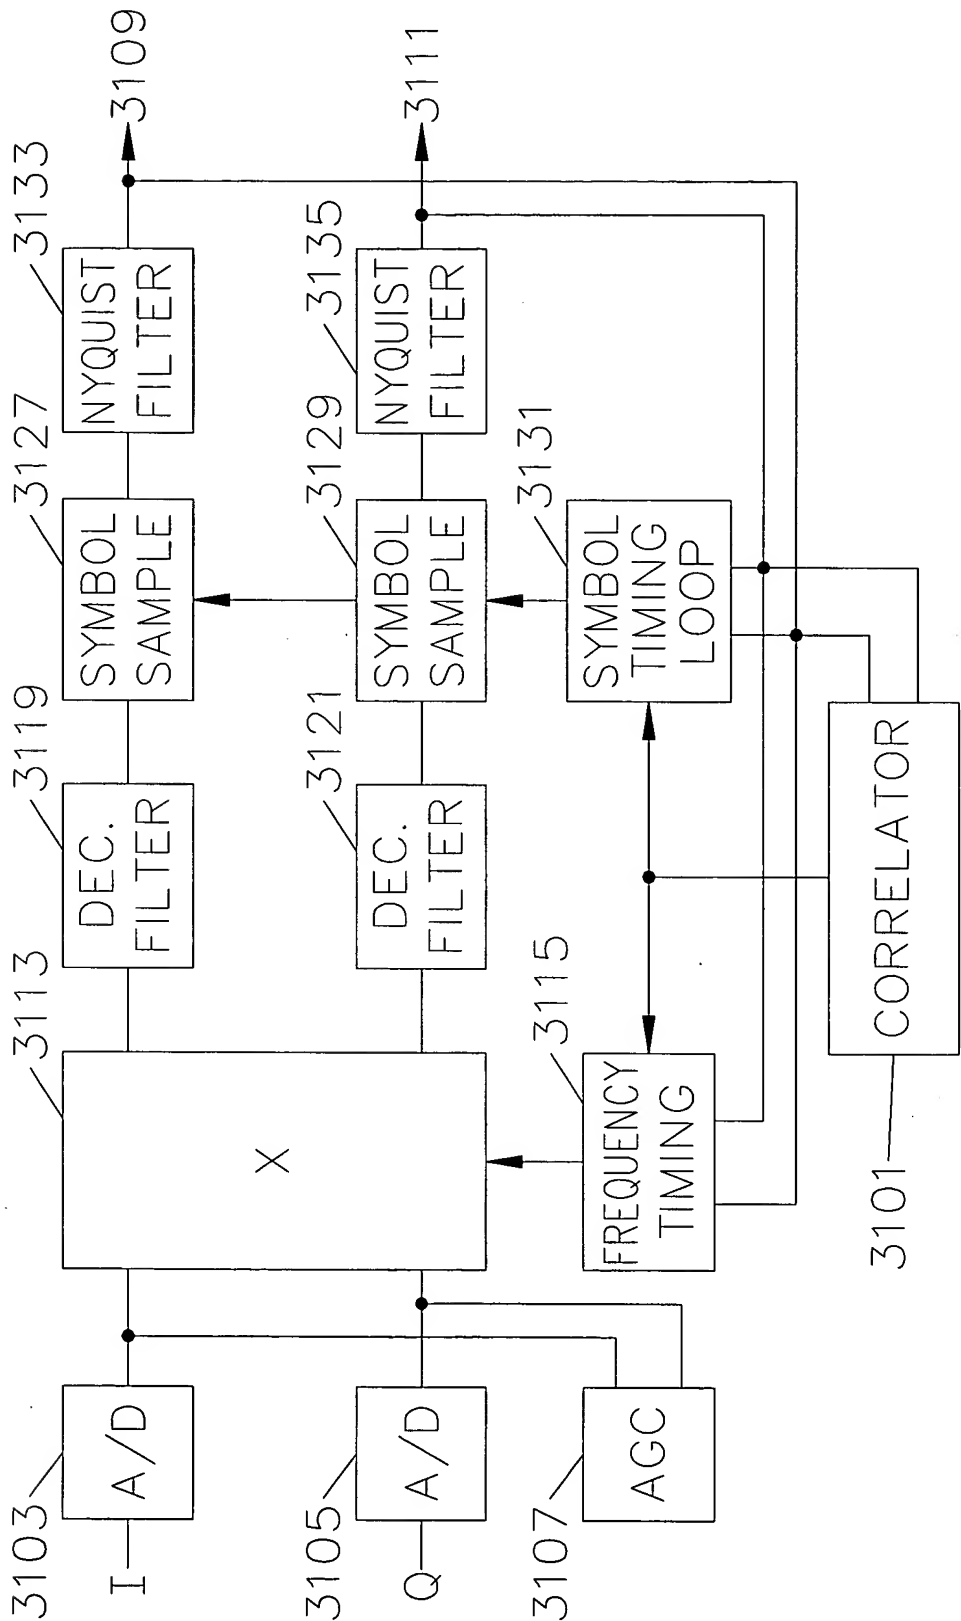 3103
I
A/D
3105
Q
A/D
3107
AGC
3113
X
3115
FREQUENCY
TIMING
3101
CORRELATOR
3119
DEC.
FILTER
3121
DEC.
FILTER
3127
SYMBOL
SAMPLE
3129
SYMBOL
SAMPLE
3131
SYMBOL
TIMING
LOOP
3133
NYQUIST
FILTER
3135
NYQUIST
FILTER
3109
3111